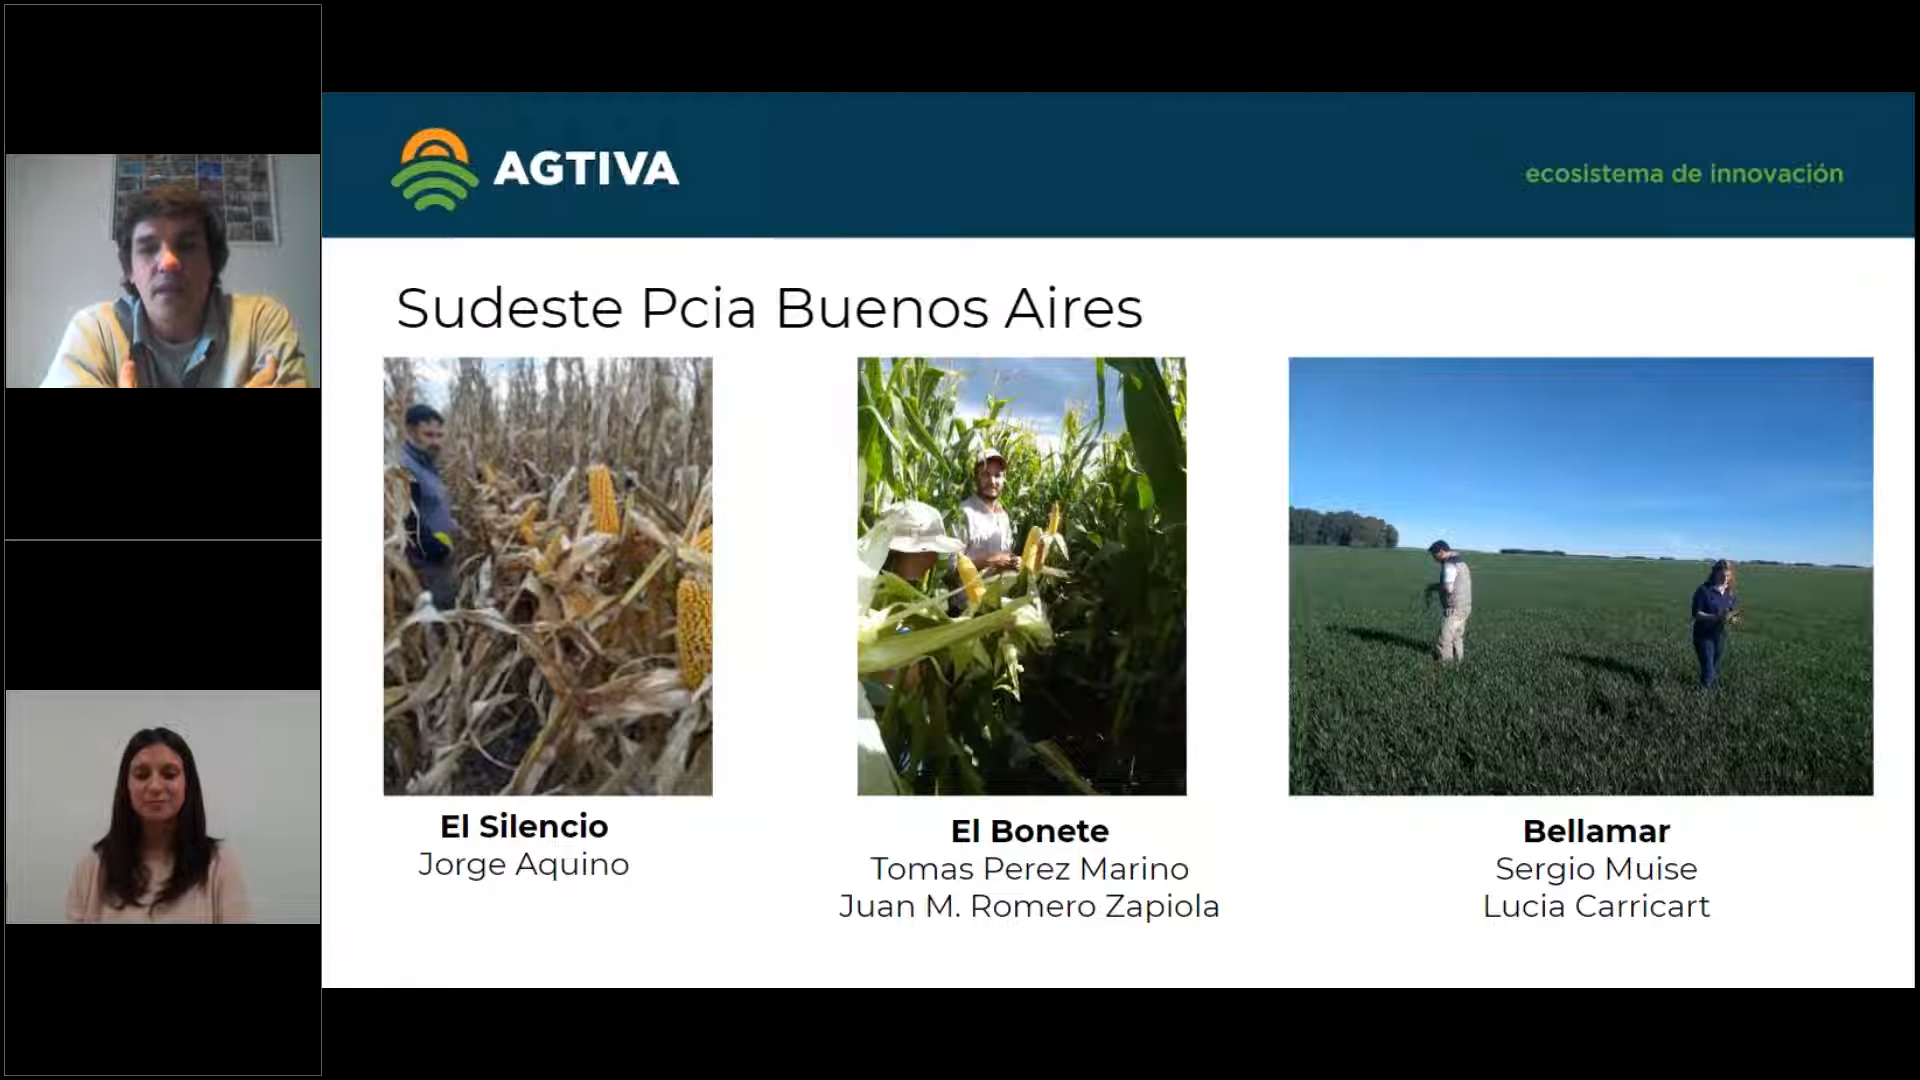 AGTIVA
ecosistema de innovación
Sudeste Pcia Buenos Aires
El Silencio
Jorge Aquino
El Bonete
Tomas Perez Marino
Juan M. Romero Zapiola
Bellamar
Sergio Muise
Lucia Carricart